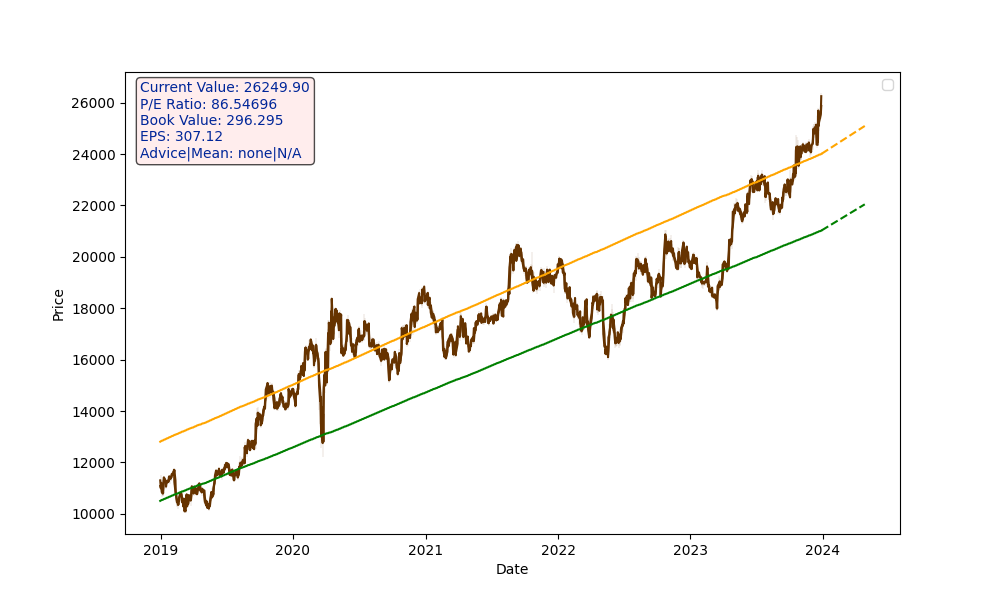 Current Value: 26249.90
P/E Ratio: 86.54696
Book Value: 296.295
EPS: 307.12
Advice|Mean: none|N/A
26000
24000
22000
20000
18000
16000
14000
12000
10000
Price
2019 2020 2021 2022 2023 2024
Date